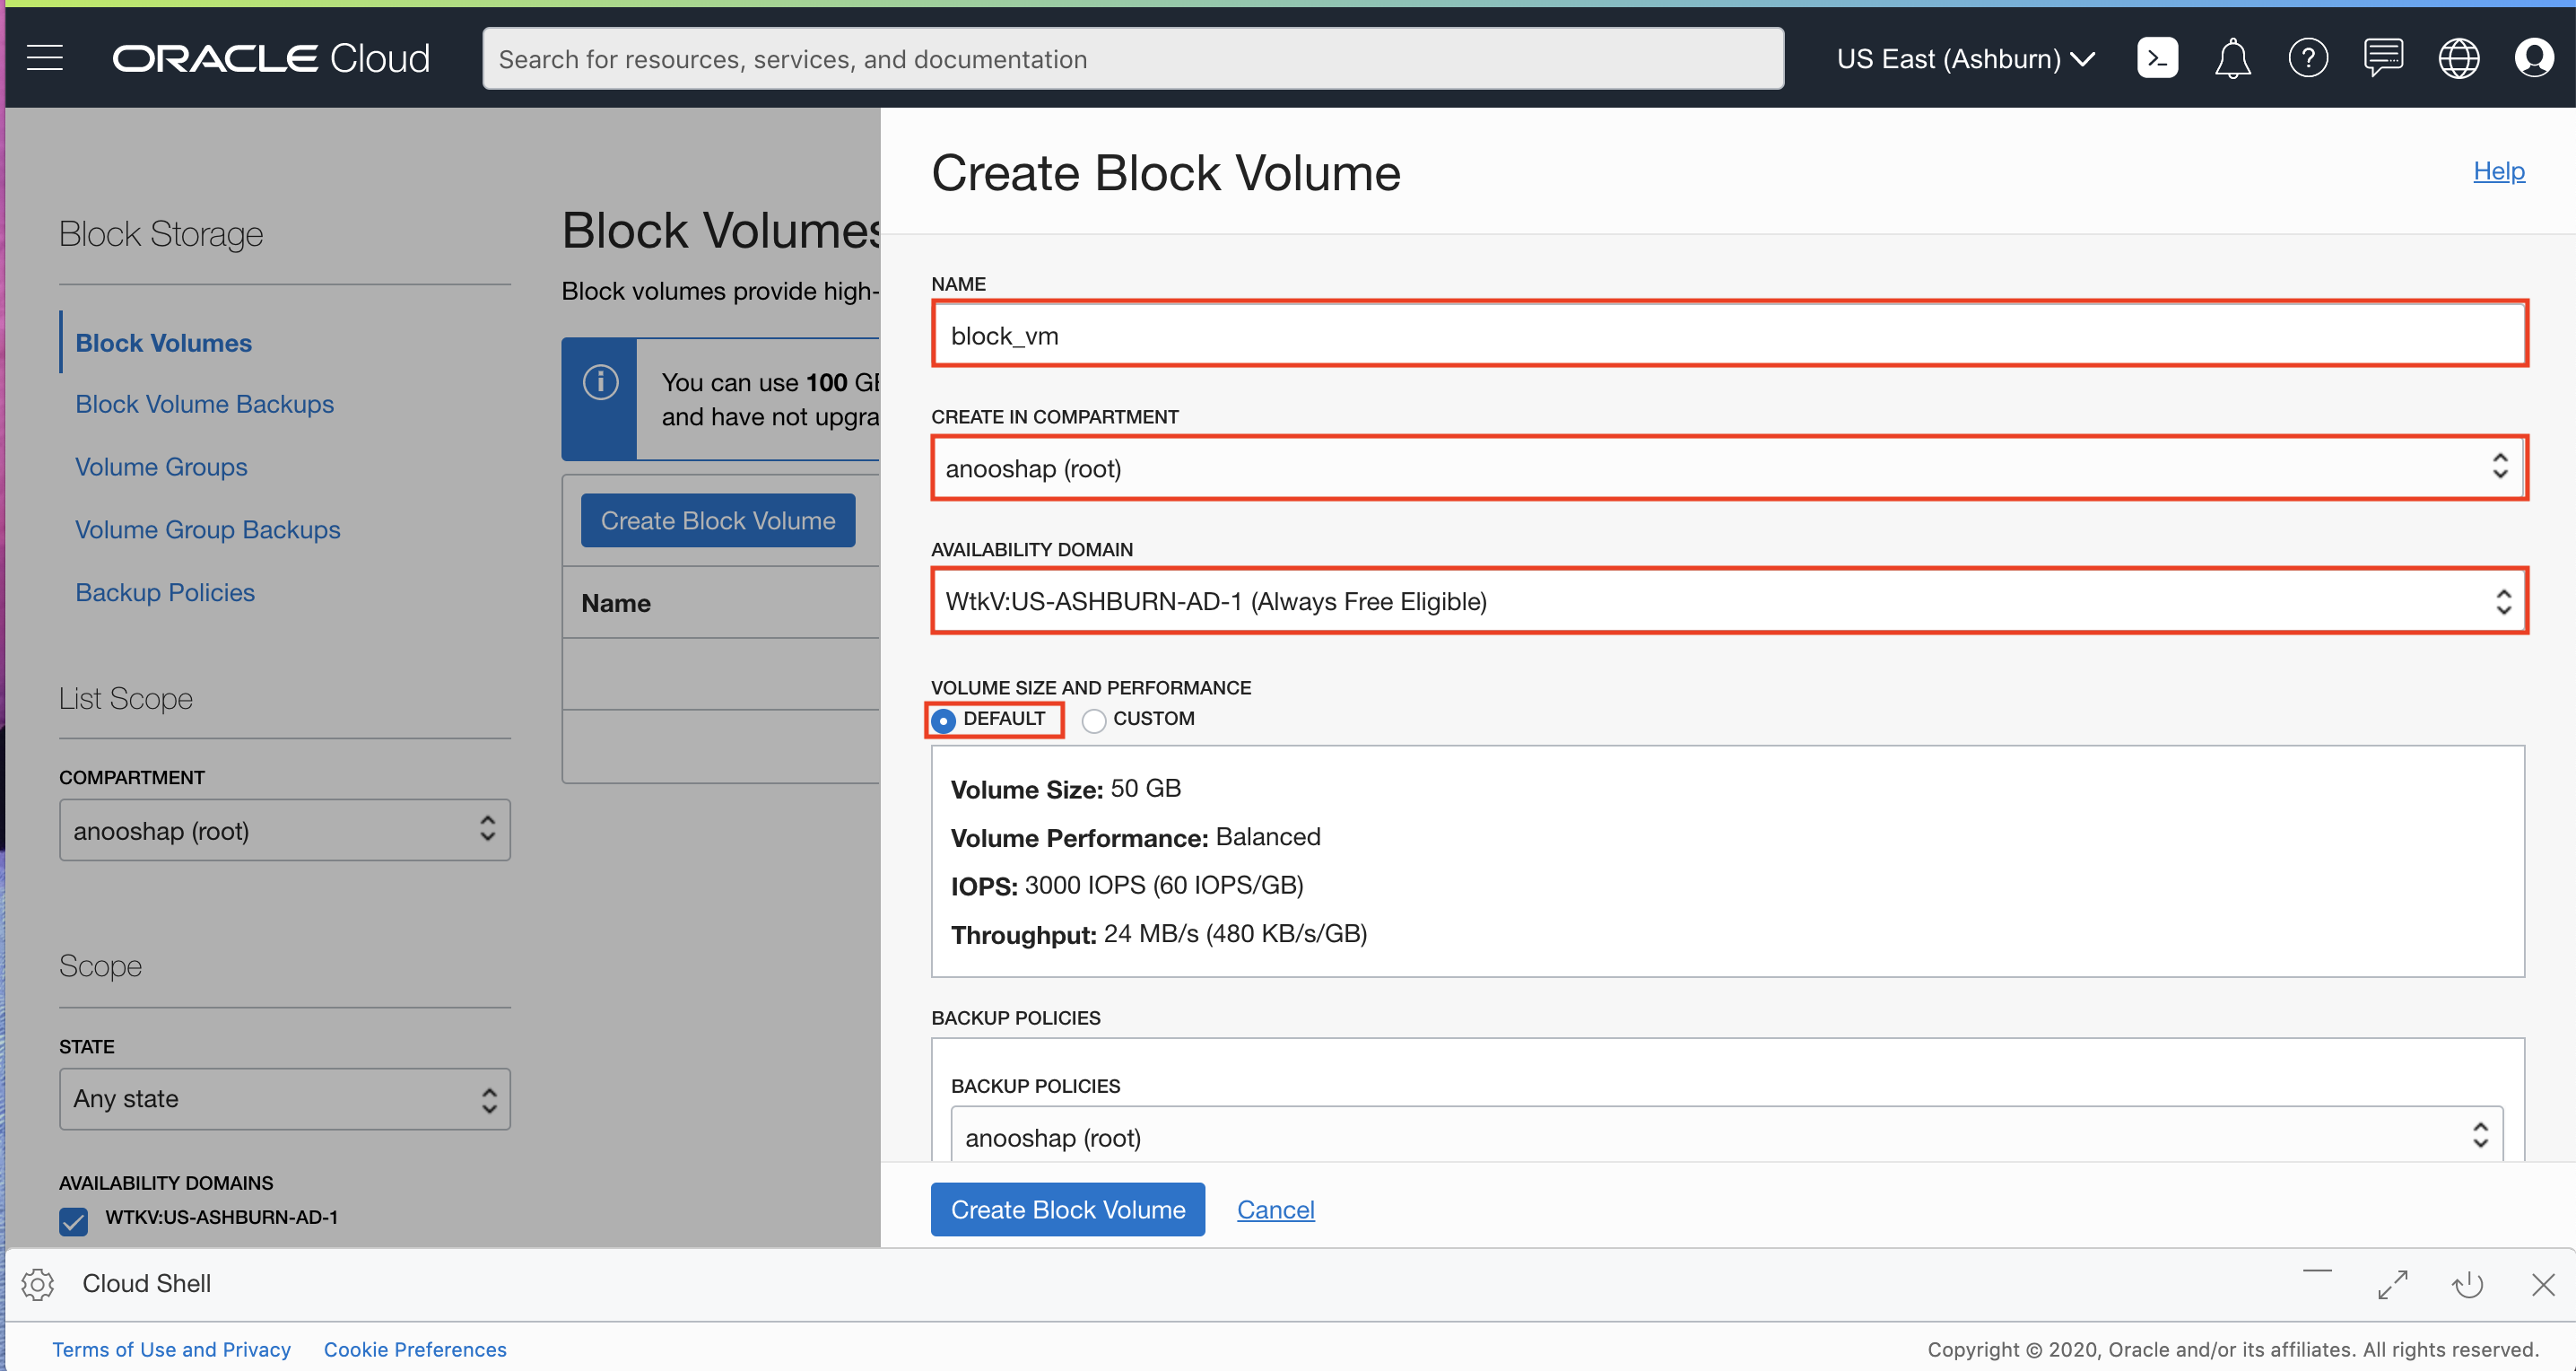 ORACLE Cloud
Search for resources, services, and documentation
US East (Ashburn)
Block Storage
Block Volumes
Block Volume Backups
Volume Groups
Volume Group Backups
Backup Policies
List Scope
COMPARTMENT
anooshap (root)
Scope
STATE
Any state
AVAILABILITY DOMAINS
WTKV:US-ASHBURN-AD-1
Block Volumes
Block volumes provide high-
You can use 100 GB
and have not upgra
Create Block Volume
Name
Create Block Volume
Help
NAME
block_vm
CREATE IN COMPARTMENT
anooshap (root)
AVAILABILITY DOMAIN
WtkV:US-ASHBURN-AD-1 (Always Free Eligible)
VOLUME SIZE AND PERFORMANCE
DEFAULT CUSTOM
Volume Size: 50 GB
Volume Performance: Balanced
IOPS: 3000 IOPS (60 IOPS/GB)
Throughput: 24 MB/s (480 KB/s/GB)
BACKUP POLICIES
BACKUP POLICIES
anooshap (root)
Create Block Volume Cancel
Cloud Shell
Terms of Use and Privacy Cookie Preferences
Copyright © 2020, Oracle and/or its affiliates. All rights reserved.